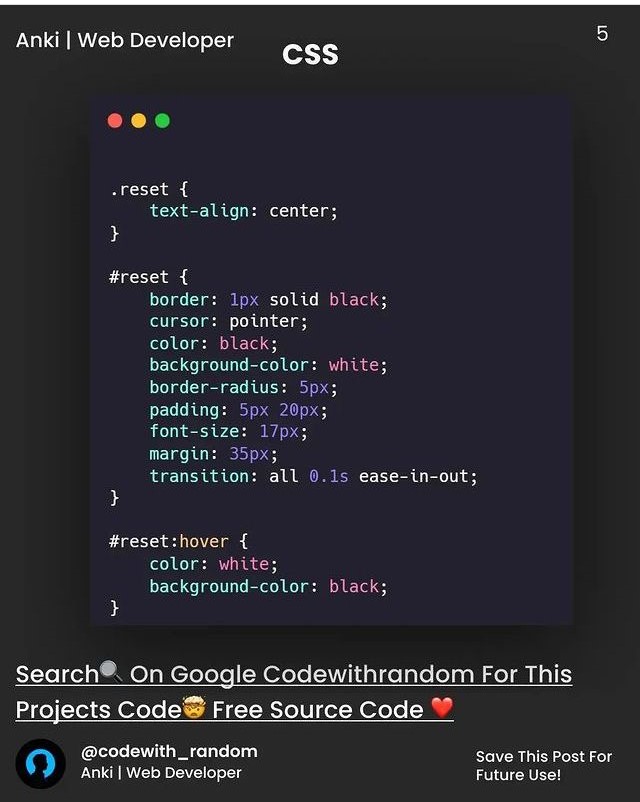 Anki | Web Developer
5
CSS
.reset {
    text-align: center;
}
#reset {
    border: 1px solid black;
    cursor: pointer;
    color: black;
    background-color: white;
    border-radius: 5px;
    padding: 5px 20px;
    font-size: 17px;
    margin: 35px;
    transition: all 0.1s ease-in-out;
}
#reset:hover {
    color: white;
    background-color: black;
}
Search🔍 On Google Codewithrandom For This
Projects Code🤯 Free Source Code ❤️
@codewith_random
Anki | Web Developer
Save This Post For
Future Use!